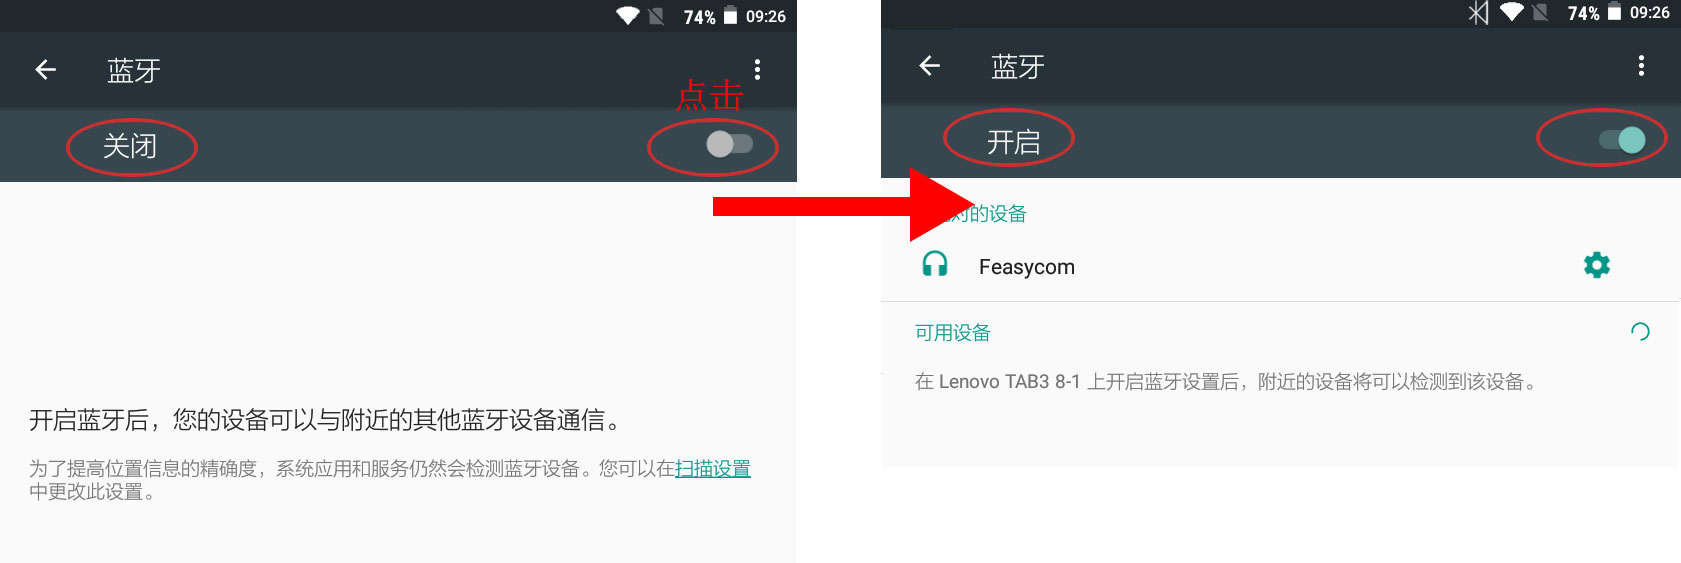 74% 09:26
蓝牙
点击
关闭
开启蓝牙后，您的设备可以与附近的其他蓝牙设备通信。
为了提高位置信息的精确度，系统应用和服务仍然会检测蓝牙设备。您可以在扫描设置
中更改此设置。
74% 09:26
蓝牙
开启
对的设备
Feasycom
可用设备
在 Lenovo TAB3 8-1 上开启蓝牙设置后，附近的设备将可以检测到该设备。